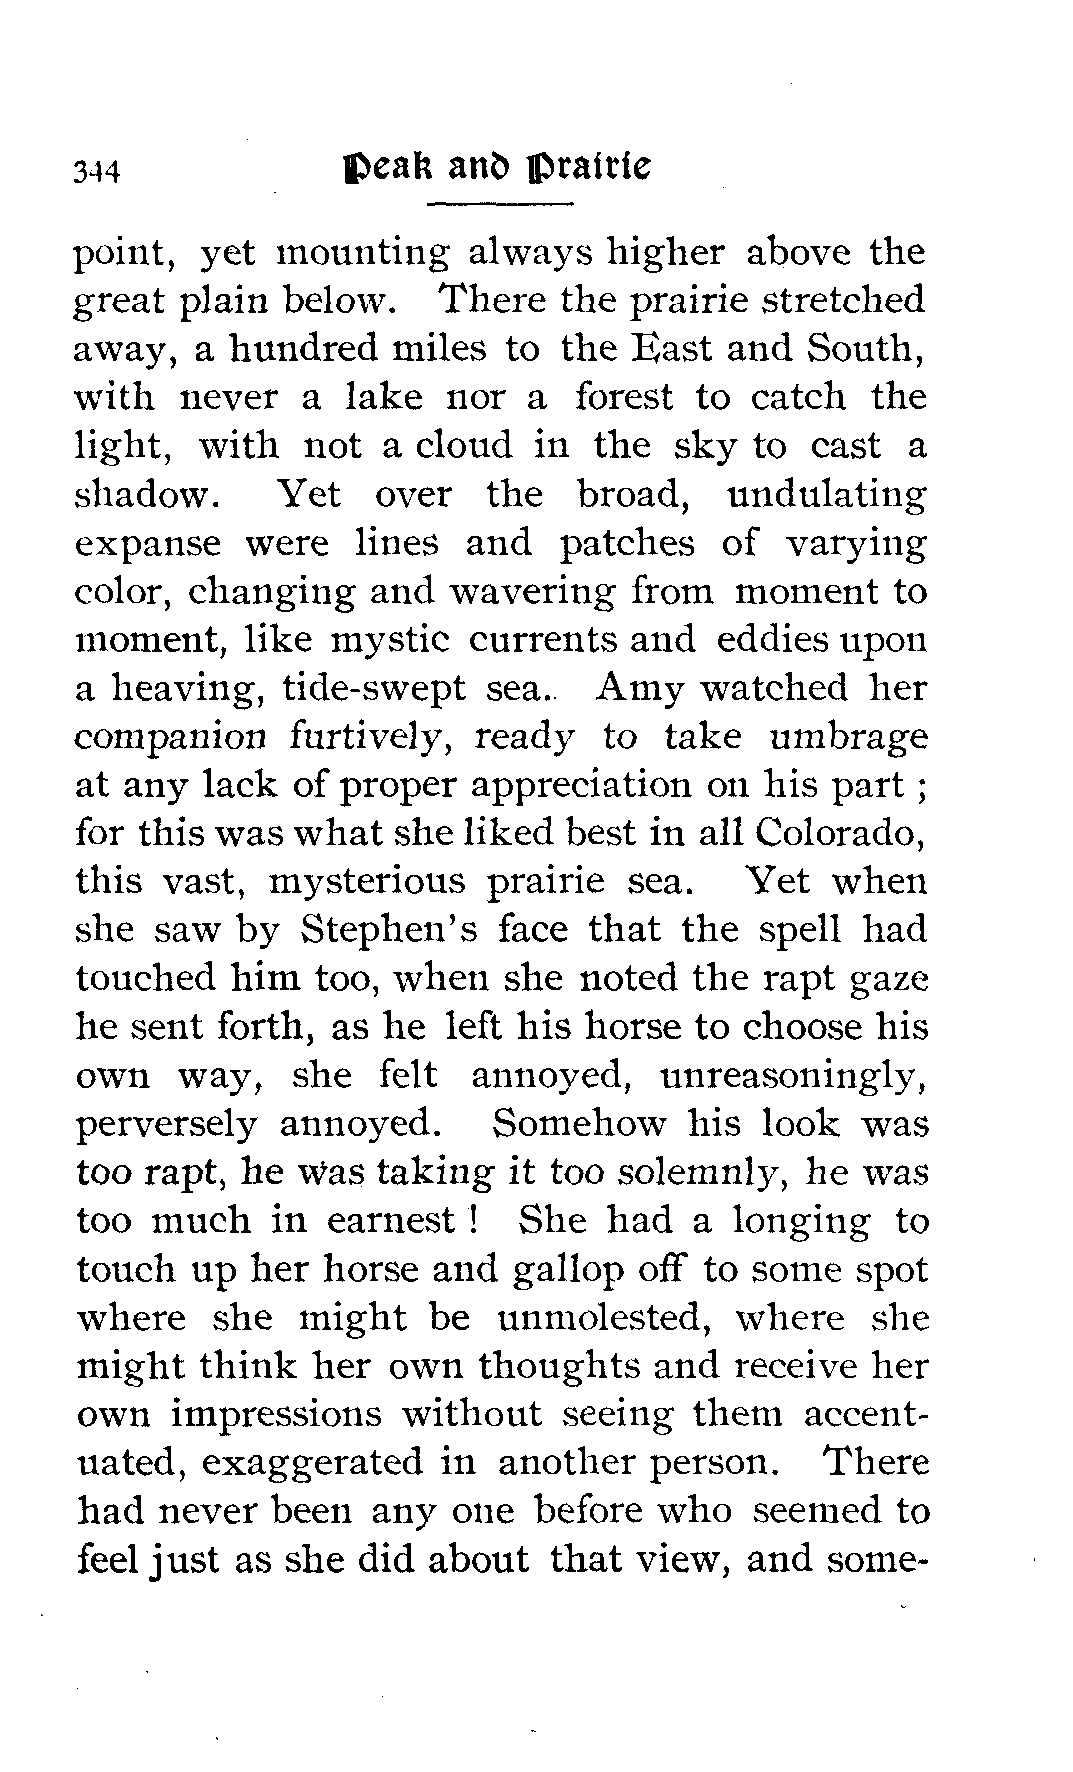 344 Peak and Prairie
point, yet mounting always higher above the
great plain below. There the prairie stretched
away, a hundred miles to the East and South,
with never a lake nor a forest to catch the
light, with not a cloud in the sky to cast a
shadow. Yet over the broad, undulating
expanse were lines and patches of varying
color, changing and wavering from moment to
moment, like mystic currents and eddies upon
a heaving, tide-swept sea. Amy watched her
companion furtively, ready to take umbrage
at any lack of proper appreciation on his part ;
for this was what she liked best in all Colorado,
this vast, mysterious prairie sea. Yet when
she saw by Stephen's face that the spell had
touched him too, when she noted the rapt gaze
he sent forth, as he left his horse to choose his
own way, she felt annoyed, unreasoningly,
perversely annoyed. Somehow his look was
too rapt, he was taking it too solemnly, he was
too much in earnest ! She had a longing to
touch up her horse and gallop off to some spot
where she might be unmolested, where she
might think her own thoughts and receive her
own impressions without seeing them accent-
uated, exaggerated in another person. There
had never been any one before who seemed to
feel just as she did about that view, and some-